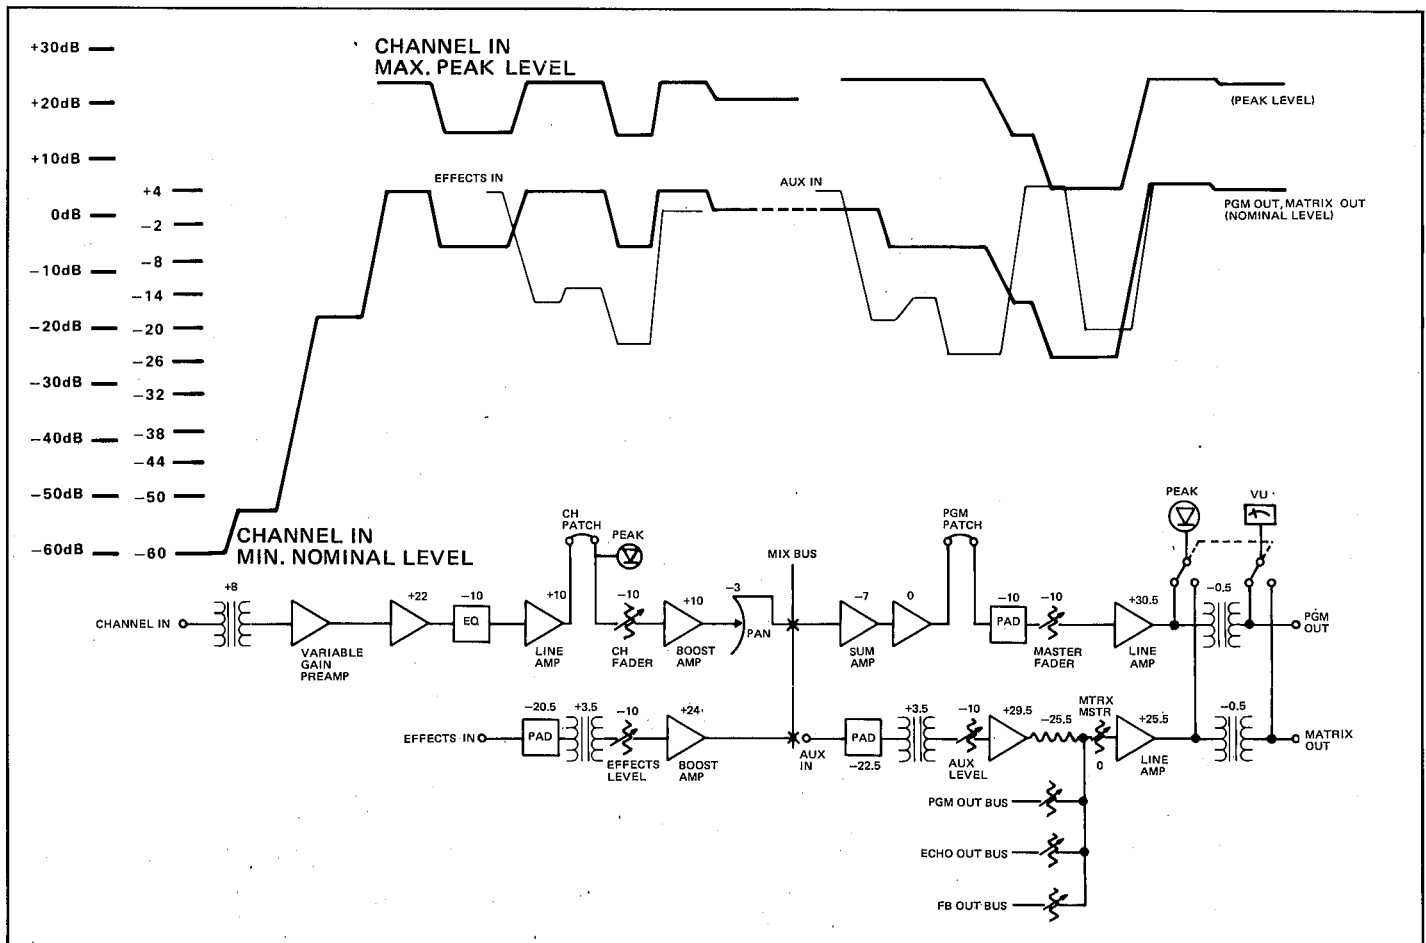 +30dB
+20dB
+10dB
0dB
−10dB
−20dB
−30dB
−40dB
−50dB
−60dB
+4
−2
−8
−14
−20
−26
−32
−38
−44
−50
−60
CHANNEL IN
MAX. PEAK LEVEL
EFFECTS IN
AUX IN
(PEAK LEVEL)
PGM OUT, MATRIX OUT
(NOMINAL LEVEL)
CHANNEL IN
MIN. NOMINAL LEVEL
CH
PATCH
PEAK
MIX BUS
PGM
PATCH
PEAK
VU
+8
+22
−10
+10
−10
+10
−3
−7
0
−10
−10
+30.5
−0.5
CHANNEL IN
EQ
PAN
PAD
PGM
OUT
VARIABLE
GAIN
PREAMP
LINE
AMP
CH
FADER
BOOST
AMP
SUM
AMP
MASTER
FADER
LINE
AMP
−20.5
+3.5
−10
+24
+3.5
−10
+29.5
−25.5
MTRX
MSTR
+25.5
−0.5
EFFECTS IN
PAD
PAD
MATRIX
OUT
EFFECTS
LEVEL
BOOST
AMP
AUX
IN
−22.5
AUX
LEVEL
0
LINE
AMP
PGM OUT BUS
ECHO OUT BUS
FB OUT BUS